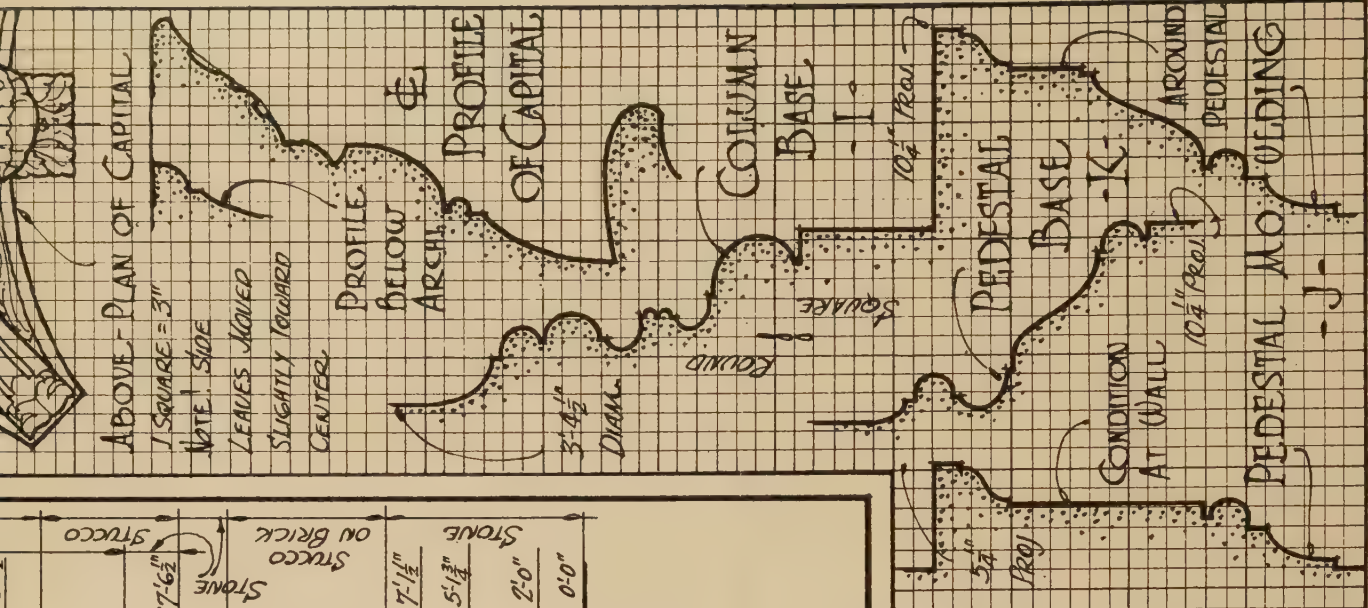 ABOVE-PLAN OF CAPITAL
1 SQUARE = 3"
NOTE! SIDE
LEAVES MOVED
SLIGHTLY TOWARD
CENTER
PROFILE
BELOW
ARCH.
℄
PROFILE
OF CAPITAL
3'-4½"
DIAM.
ROUND
SQUARE
COLUMN
BASE
-I-
10¼" PROJ.
PEDESTAL
BASE
-K-
AROUND
PEDESTAL
10¼" PROJ.
CONDITION
AT WALL
PEDESTAL MOULDING
-J-
5¼"
PROJ
STUCCO
7'-6½"
STONE
STUCCO
ON BRICK
STONE
7'-1½"
5'-1¾"
2'-0"
0'-0"